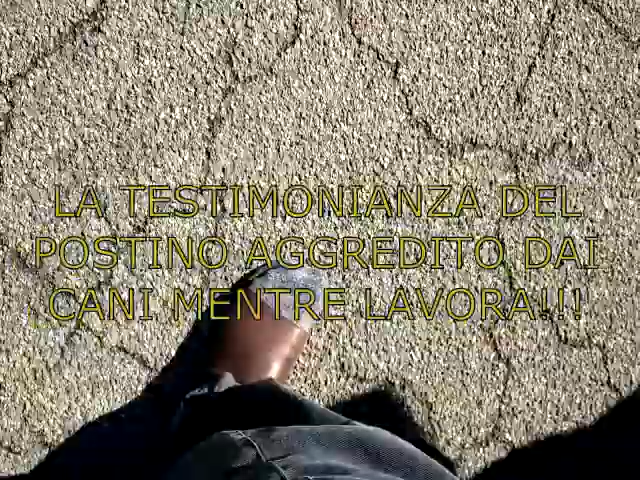 LA TESTIMONIANZA DEL
POSTINO AGGREDITO DAI
CANI MENTRE LAVORA!!!